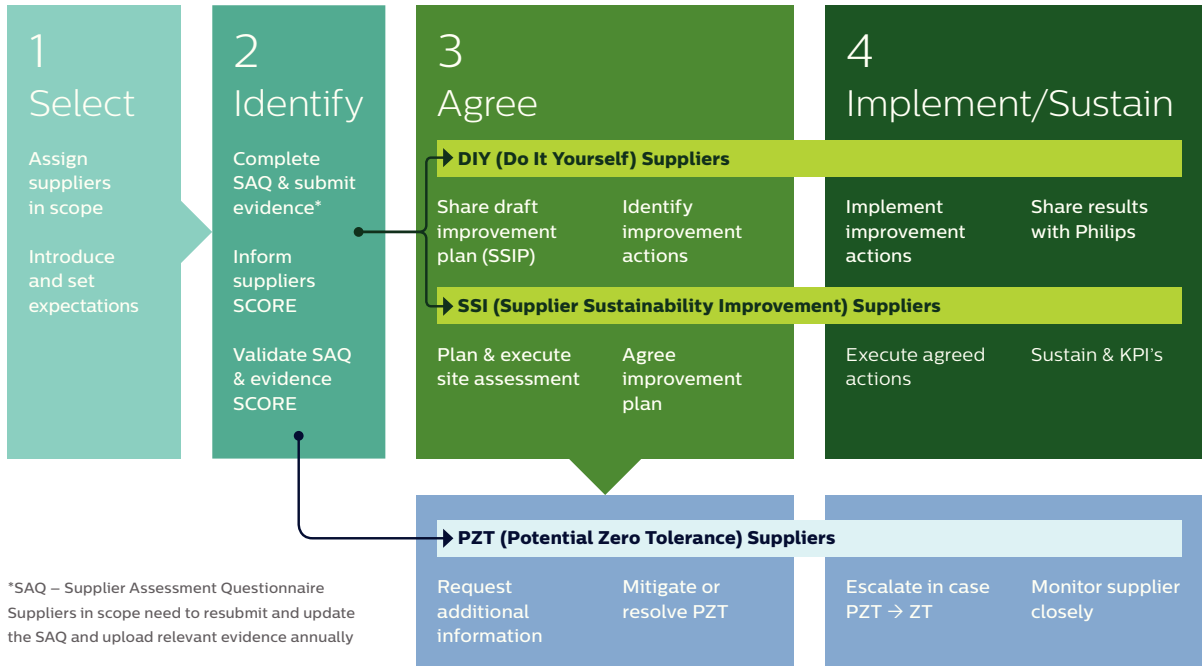 1
Select
Assign
suppliers
in scope
Introduce
and set
expectations
2
Identify
Complete
SAQ & submit
evidence*
Inform
suppliers
SCORE
Validate SAQ
& evidence
SCORE
3
Agree
4
Implement/Sustain
DIY (Do It Yourself) Suppliers
Share draft
improvement
plan (SSIP)
Identify
improvement
actions
Implement
improvement
actions
Share results
with Philips
SSI (Supplier Sustainability Improvement) Suppliers
Plan & execute
site assessment
Agree
improvement
plan
Execute agreed
actions
Sustain & KPI's
PZT (Potential Zero Tolerance) Suppliers
Request
additional
information
Mitigate or
resolve PZT
Escalate in case
PZT → ZT
Monitor supplier
closely
*SAQ – Supplier Assessment Questionnaire
Suppliers in scope need to resubmit and update
the SAQ and upload relevant evidence annually